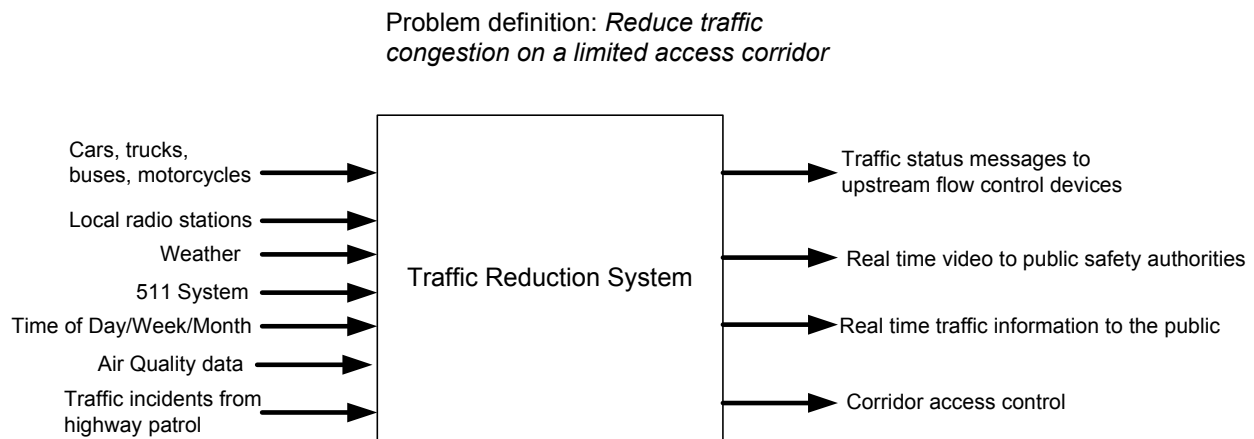 Problem definition: Reduce traffic
congestion on a limited access corridor
Cars, trucks,
buses, motorcycles
Local radio stations
Weather
511 System
Time of Day/Week/Month
Air Quality data
Traffic incidents from
highway patrol
Traffic Reduction System
Traffic status messages to
upstream flow control devices
Real time video to public safety authorities
Real time traffic information to the public
Corridor access control